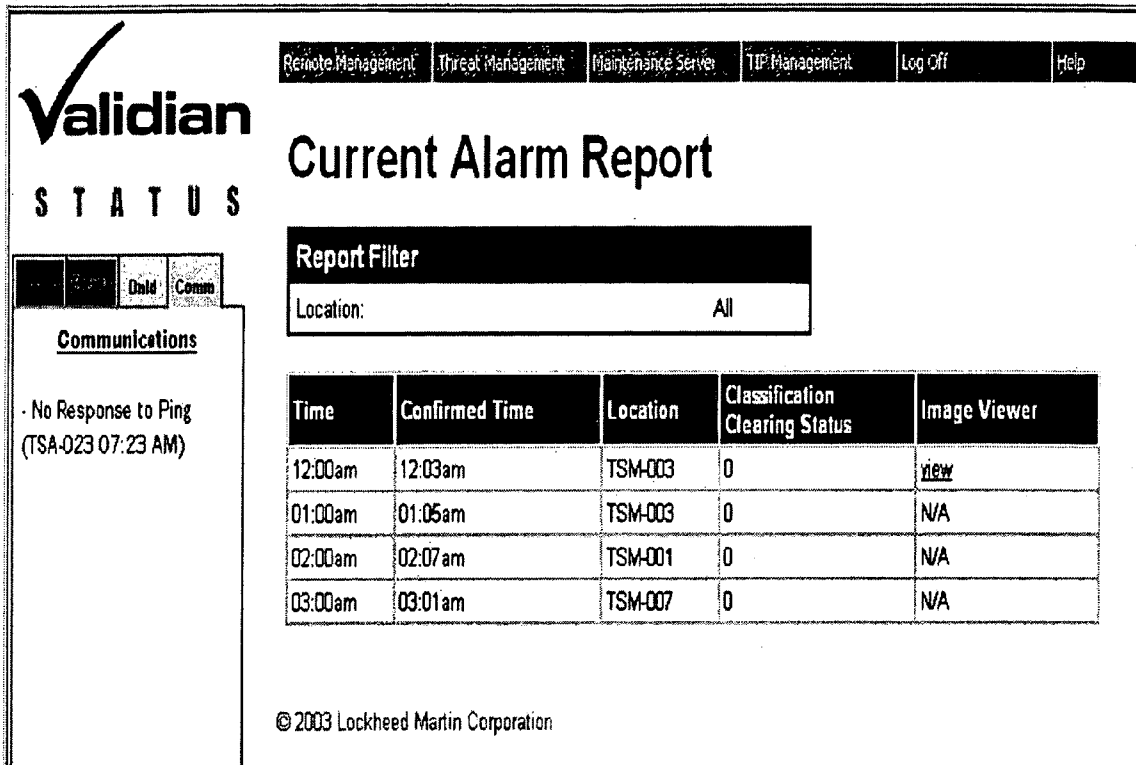 Validian
STATUS
Remote Management Threat Management Maintenance Server TIP Management Log Off Help
Current Alarm Report
Report Filter
Location: All
Dnld Comm
Communications
- No Response to Ping
(TSA-023 07:23 AM)
Time Confirmed Time Location Classification Clearing Status Image Viewer
12:00am 12:03am TSM-003 0 view
01:00am 01:05am TSM-003 0 N/A
02:00am 02:07am TSM-001 0 N/A
03:00am 03:01am TSM-007 0 N/A
© 2003 Lockheed Martin Corporation